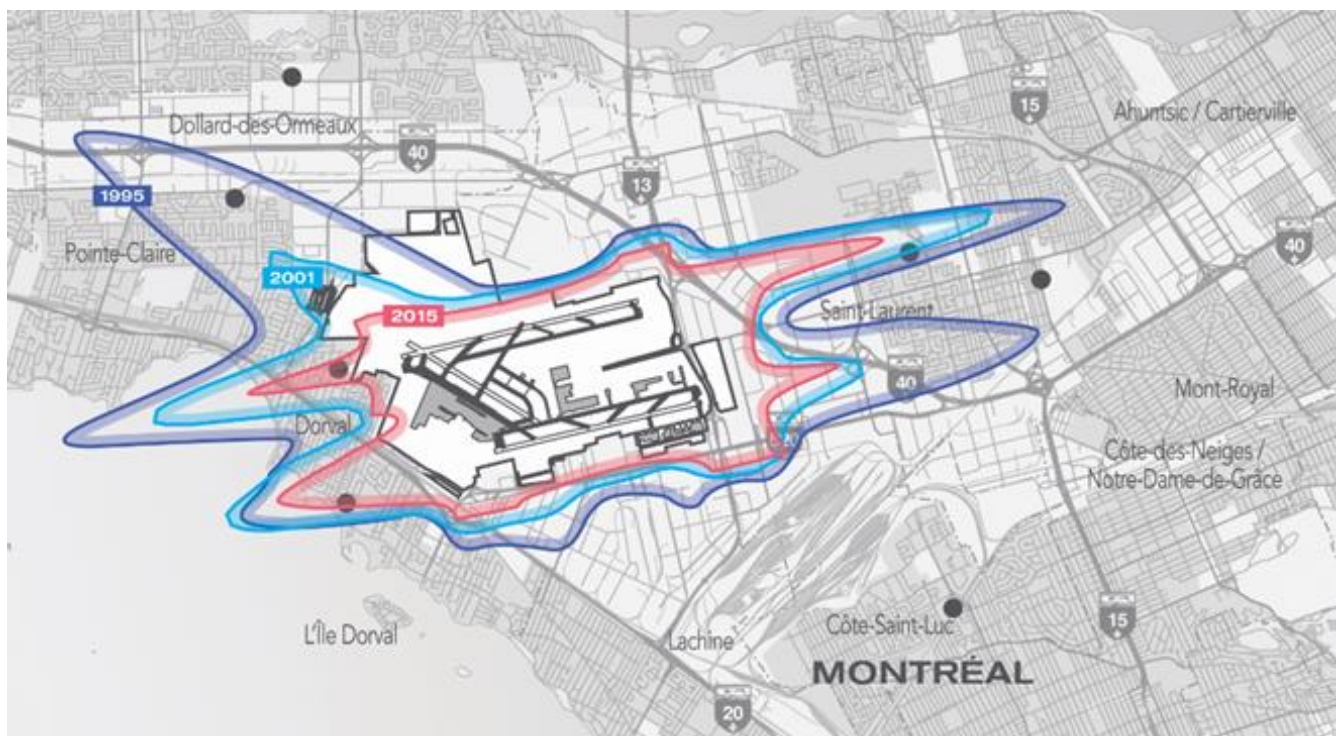 15
Ahuntsic / Cartierville
Dollard-des-Ormeaux
40
13
1995
40
Pointe-Claire
2001
2015
Saint-Laurent
40
Mont-Royal
Dorval
Côte-des-Neiges /
Notre-Dame-de-Grâce
L'Île Dorval
Lachine
Côte-Saint-Luc
15
MONTRÉAL
20